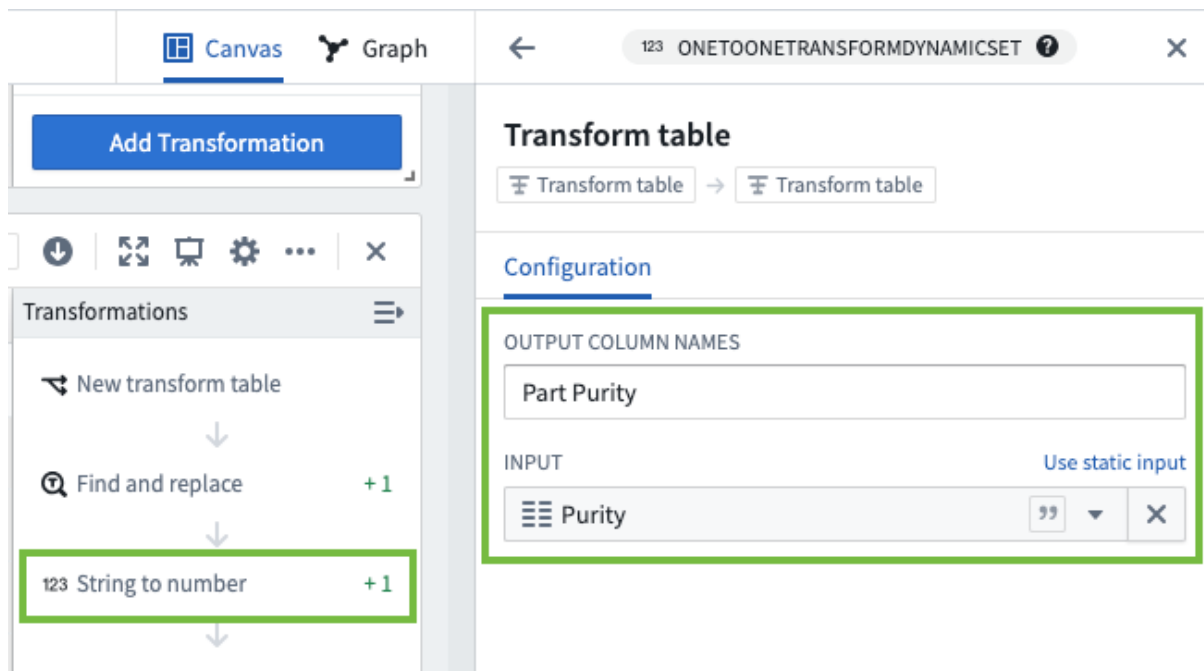 Canvas
Graph
Add Transformation
Transformations
New transform table
Find and replace +1
123 String to number +1
123 ONETOONETRANSFORMDYNAMICSET ?
Transform table
Transform table → Transform table
Configuration
OUTPUT COLUMN NAMES
Part Purity
INPUT Use static input
Purity ”